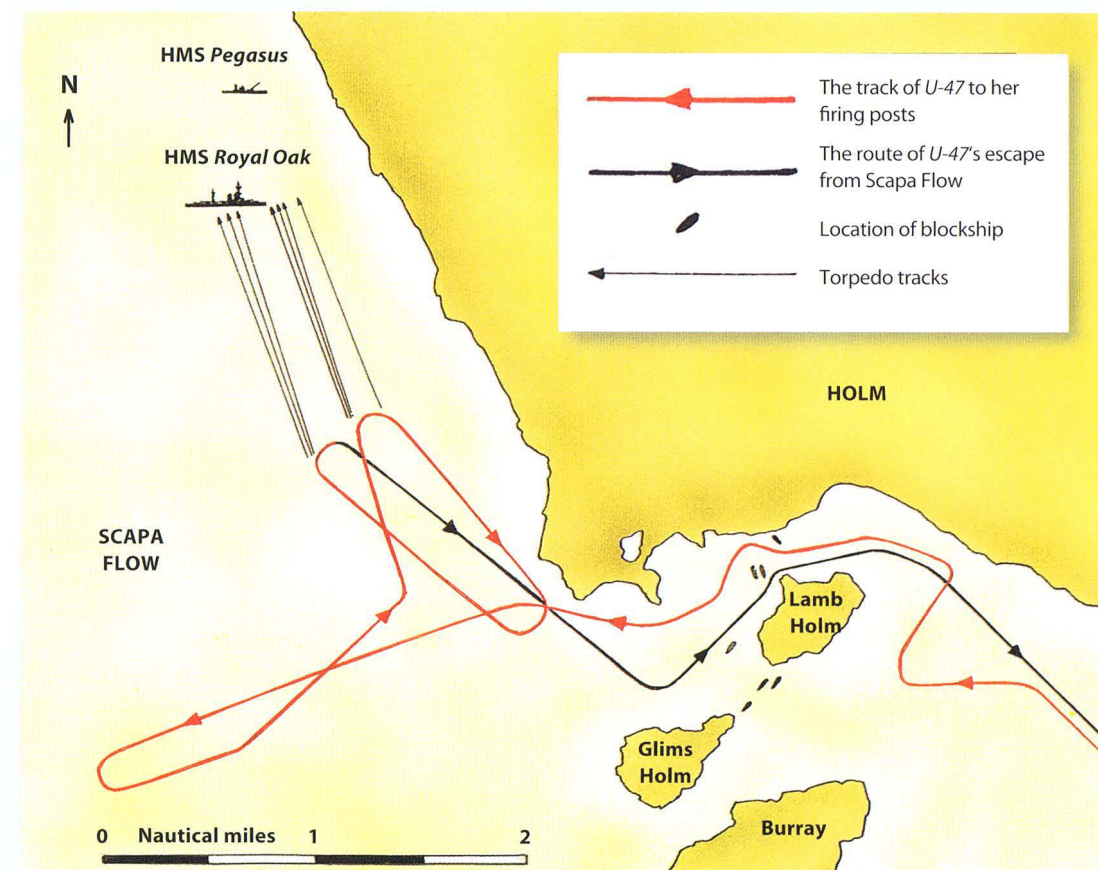 HMS Pegasus
N
HMS Royal Oak
The track of U-47 to her
firing posts
The route of U-47's escape
from Scapa Flow
Location of blockship
Torpedo tracks
HOLM
SCAPA
FLOW
Lamb
Holm
Glims
Holm
Burray
0 Nautical miles 1 2